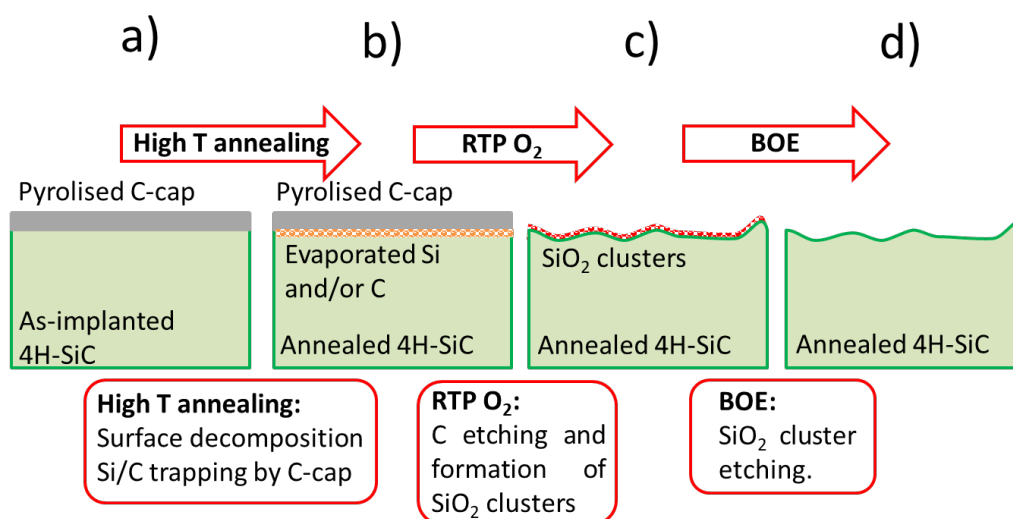 a)
b)
c)
d)
High T annealing
RTP O₂
BOE
Pyrolised C-cap
Pyrolised C-cap
Evaporated Si
and/or C
SiO₂ clusters
As-implanted
4H-SiC
Annealed 4H-SiC
Annealed 4H-SiC
Annealed 4H-SiC
High T annealing:
Surface decomposition
Si/C trapping by C-cap
RTP O₂:
C etching and
formation of
SiO₂ clusters
BOE:
SiO₂ cluster
etching.